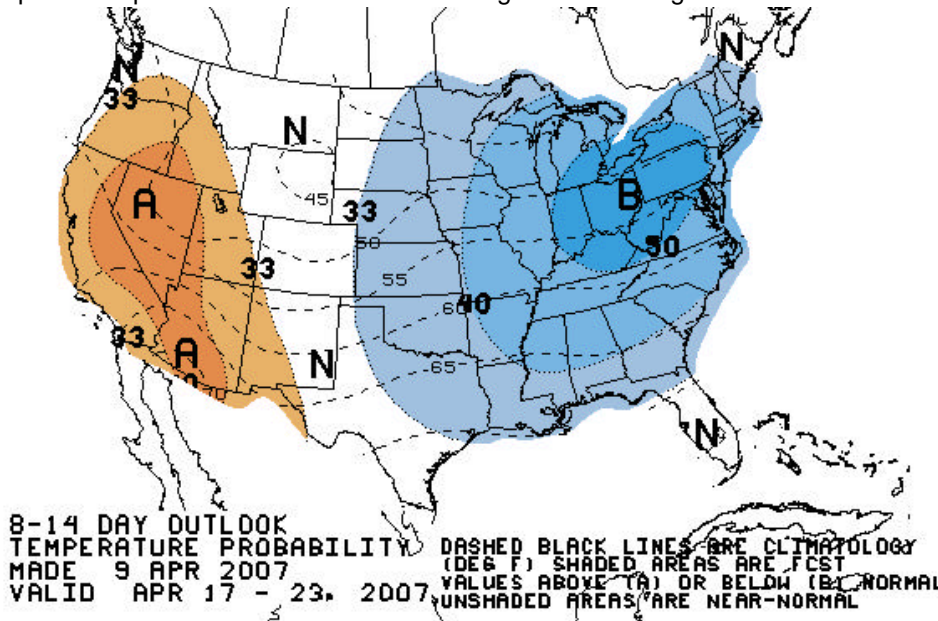 N
N
33
N
A
45
B
33
50
50
33
55
40
60
33
A
N
65
70
N
8-14 DAY OUTLOOK
TEMPERATURE PROBABILITY
MADE 9 APR 2007
VALID APR 17 - 23, 2007
DASHED BLACK LINES ARE CLIMATOLOGY
(DEG F) SHADED AREAS ARE FCST
VALUES ABOVE (A) OR BELOW (B) NORMAL
UNSHADED AREAS ARE NEAR-NORMAL